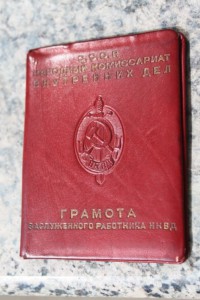 С.С.С.Р.
НАРОДНЫЙ КОМИССАРИАТ
ВНУТРЕННИХ ДЕЛ
ГРАМОТА
ЗАСЛУЖЕННОГО РАБОТНИКА НКВД